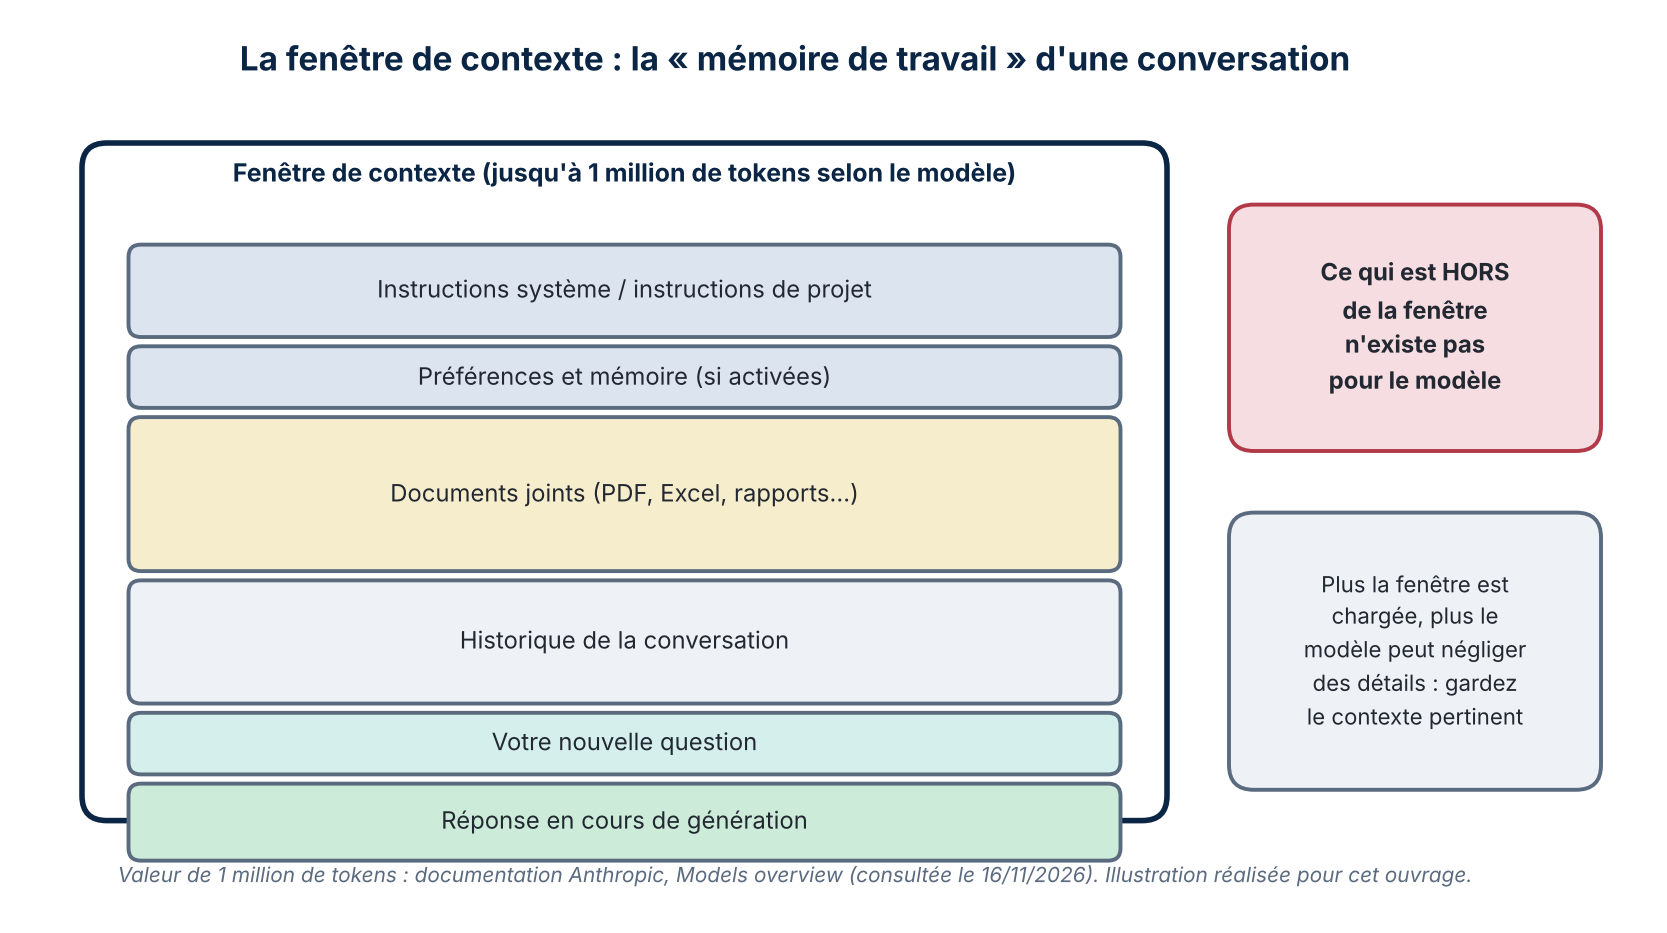 La fenêtre de contexte : la « mémoire de travail » d'une conversation
Fenêtre de contexte (jusqu'à 1 million de tokens selon le modèle)
Instructions système / instructions de projet
Préférences et mémoire (si activées)
Documents joints (PDF, Excel, rapports...)
Historique de la conversation
Votre nouvelle question
Réponse en cours de génération
Ce qui est HORS
de la fenêtre
n'existe pas
pour le modèle
Plus la fenêtre est
chargée, plus le
modèle peut négliger
des détails : gardez
le contexte pertinent
Valeur de 1 million de tokens : documentation Anthropic, Models overview (consultée le 16/11/2026). Illustration réalisée pour cet ouvrage.